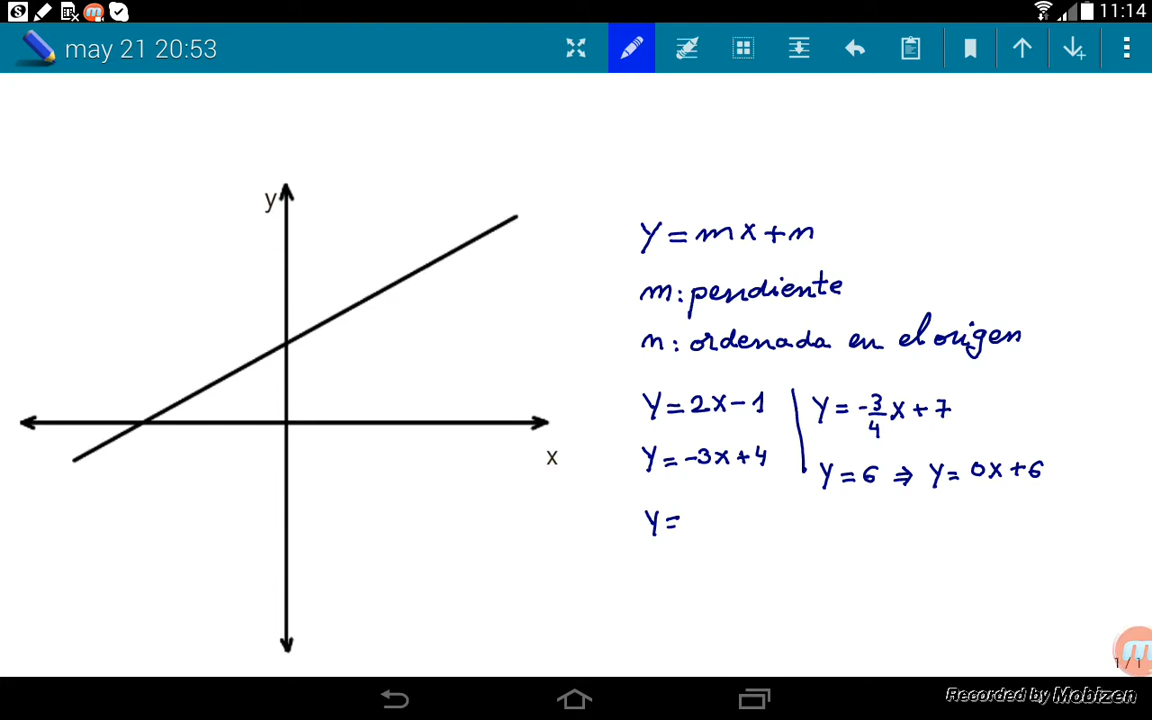 11:14
may 21 20:53
y
x
y = mx + n
m: pendiente
n: ordenada en el origen
y = 2x - 1
y = -3x + 4
y =
y = -3/4 x + 7
y = 6 ⇒ y = 0x + 6
1 / 1
Recorded by Mobizen